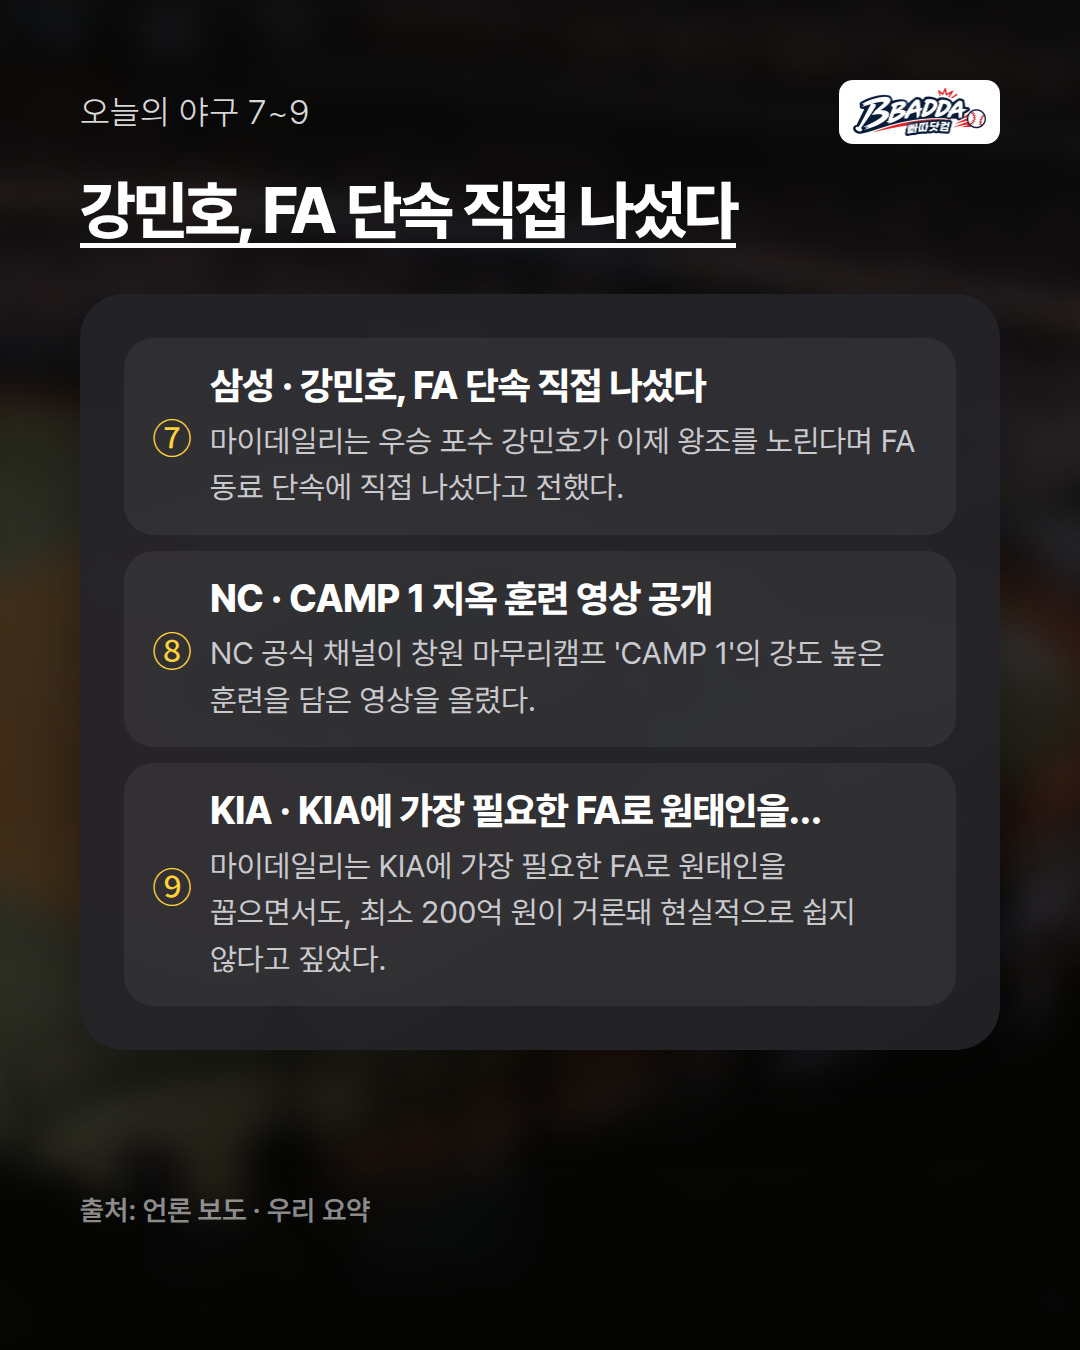 오늘의 야구 7~9
BBADDA
빠따닷컴
강민호, FA 단속 직접 나섰다
삼성 · 강민호, FA 단속 직접 나섰다
⑦
마이데일리는 우승 포수 강민호가 이제 왕조를 노린다며 FA
동료 단속에 직접 나섰다고 전했다.
NC · CAMP 1 지옥 훈련 영상 공개
⑧
NC 공식 채널이 창원 마무리캠프 'CAMP 1'의 강도 높은
훈련을 담은 영상을 올렸다.
KIA · KIA에 가장 필요한 FA로 원태인을...
⑨
마이데일리는 KIA에 가장 필요한 FA로 원태인을
꼽으면서도, 최소 200억 원이 거론돼 현실적으로 쉽지
않다고 짚었다.
출처: 언론 보도 · 우리 요약